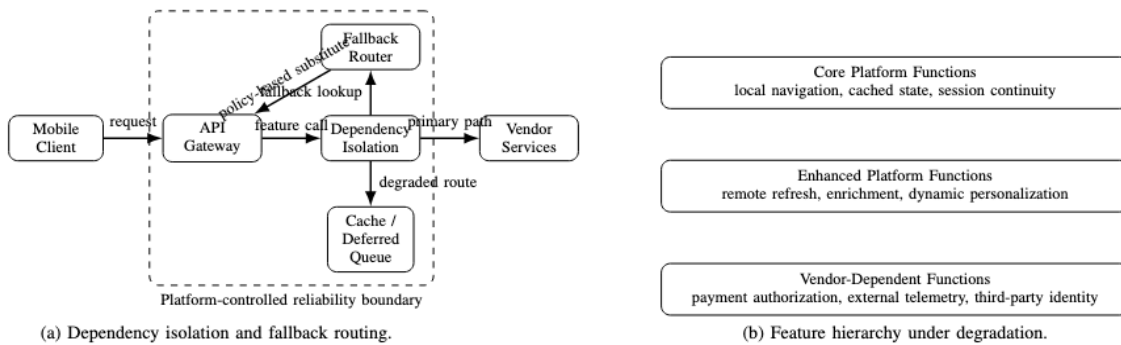 Fallback
Router
policy-based substitute
fallback lookup
Mobile
Client
request
API
Gateway
feature call
Dependency
Isolation
primary path
Vendor
Services
degraded route
Cache /
Deferred
Queue
Platform-controlled reliability boundary
(a) Dependency isolation and fallback routing.
Core Platform Functions
local navigation, cached state, session continuity
Enhanced Platform Functions
remote refresh, enrichment, dynamic personalization
Vendor-Dependent Functions
payment authorization, external telemetry, third-party identity
(b) Feature hierarchy under degradation.